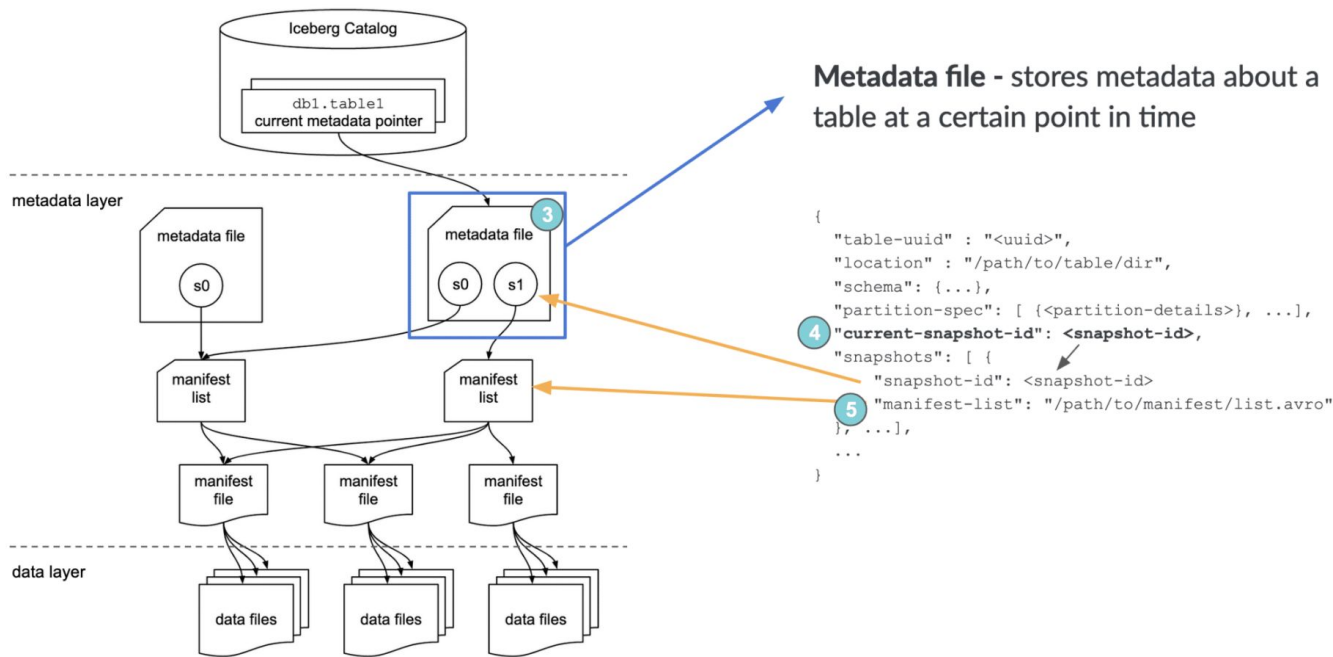 Iceberg Catalog
db1.table1
current metadata pointer
Metadata file - stores metadata about a
table at a certain point in time
metadata layer
metadata file
s0
3
metadata file
s0
s1
manifest
list
manifest
list
manifest
file
manifest
file
manifest
file
data layer
data files
data files
data files
{
"table-uuid" : "<uuid>",
"location" : "/path/to/table/dir",
"schema": {...},
"partition-spec": [ {<partition-details>}, ...],
4 "current-snapshot-id": <snapshot-id>,
"snapshots": [ {
"snapshot-id": <snapshot-id>
5 "manifest-list": "/path/to/manifest/list.avro"
}, ...],
...
}